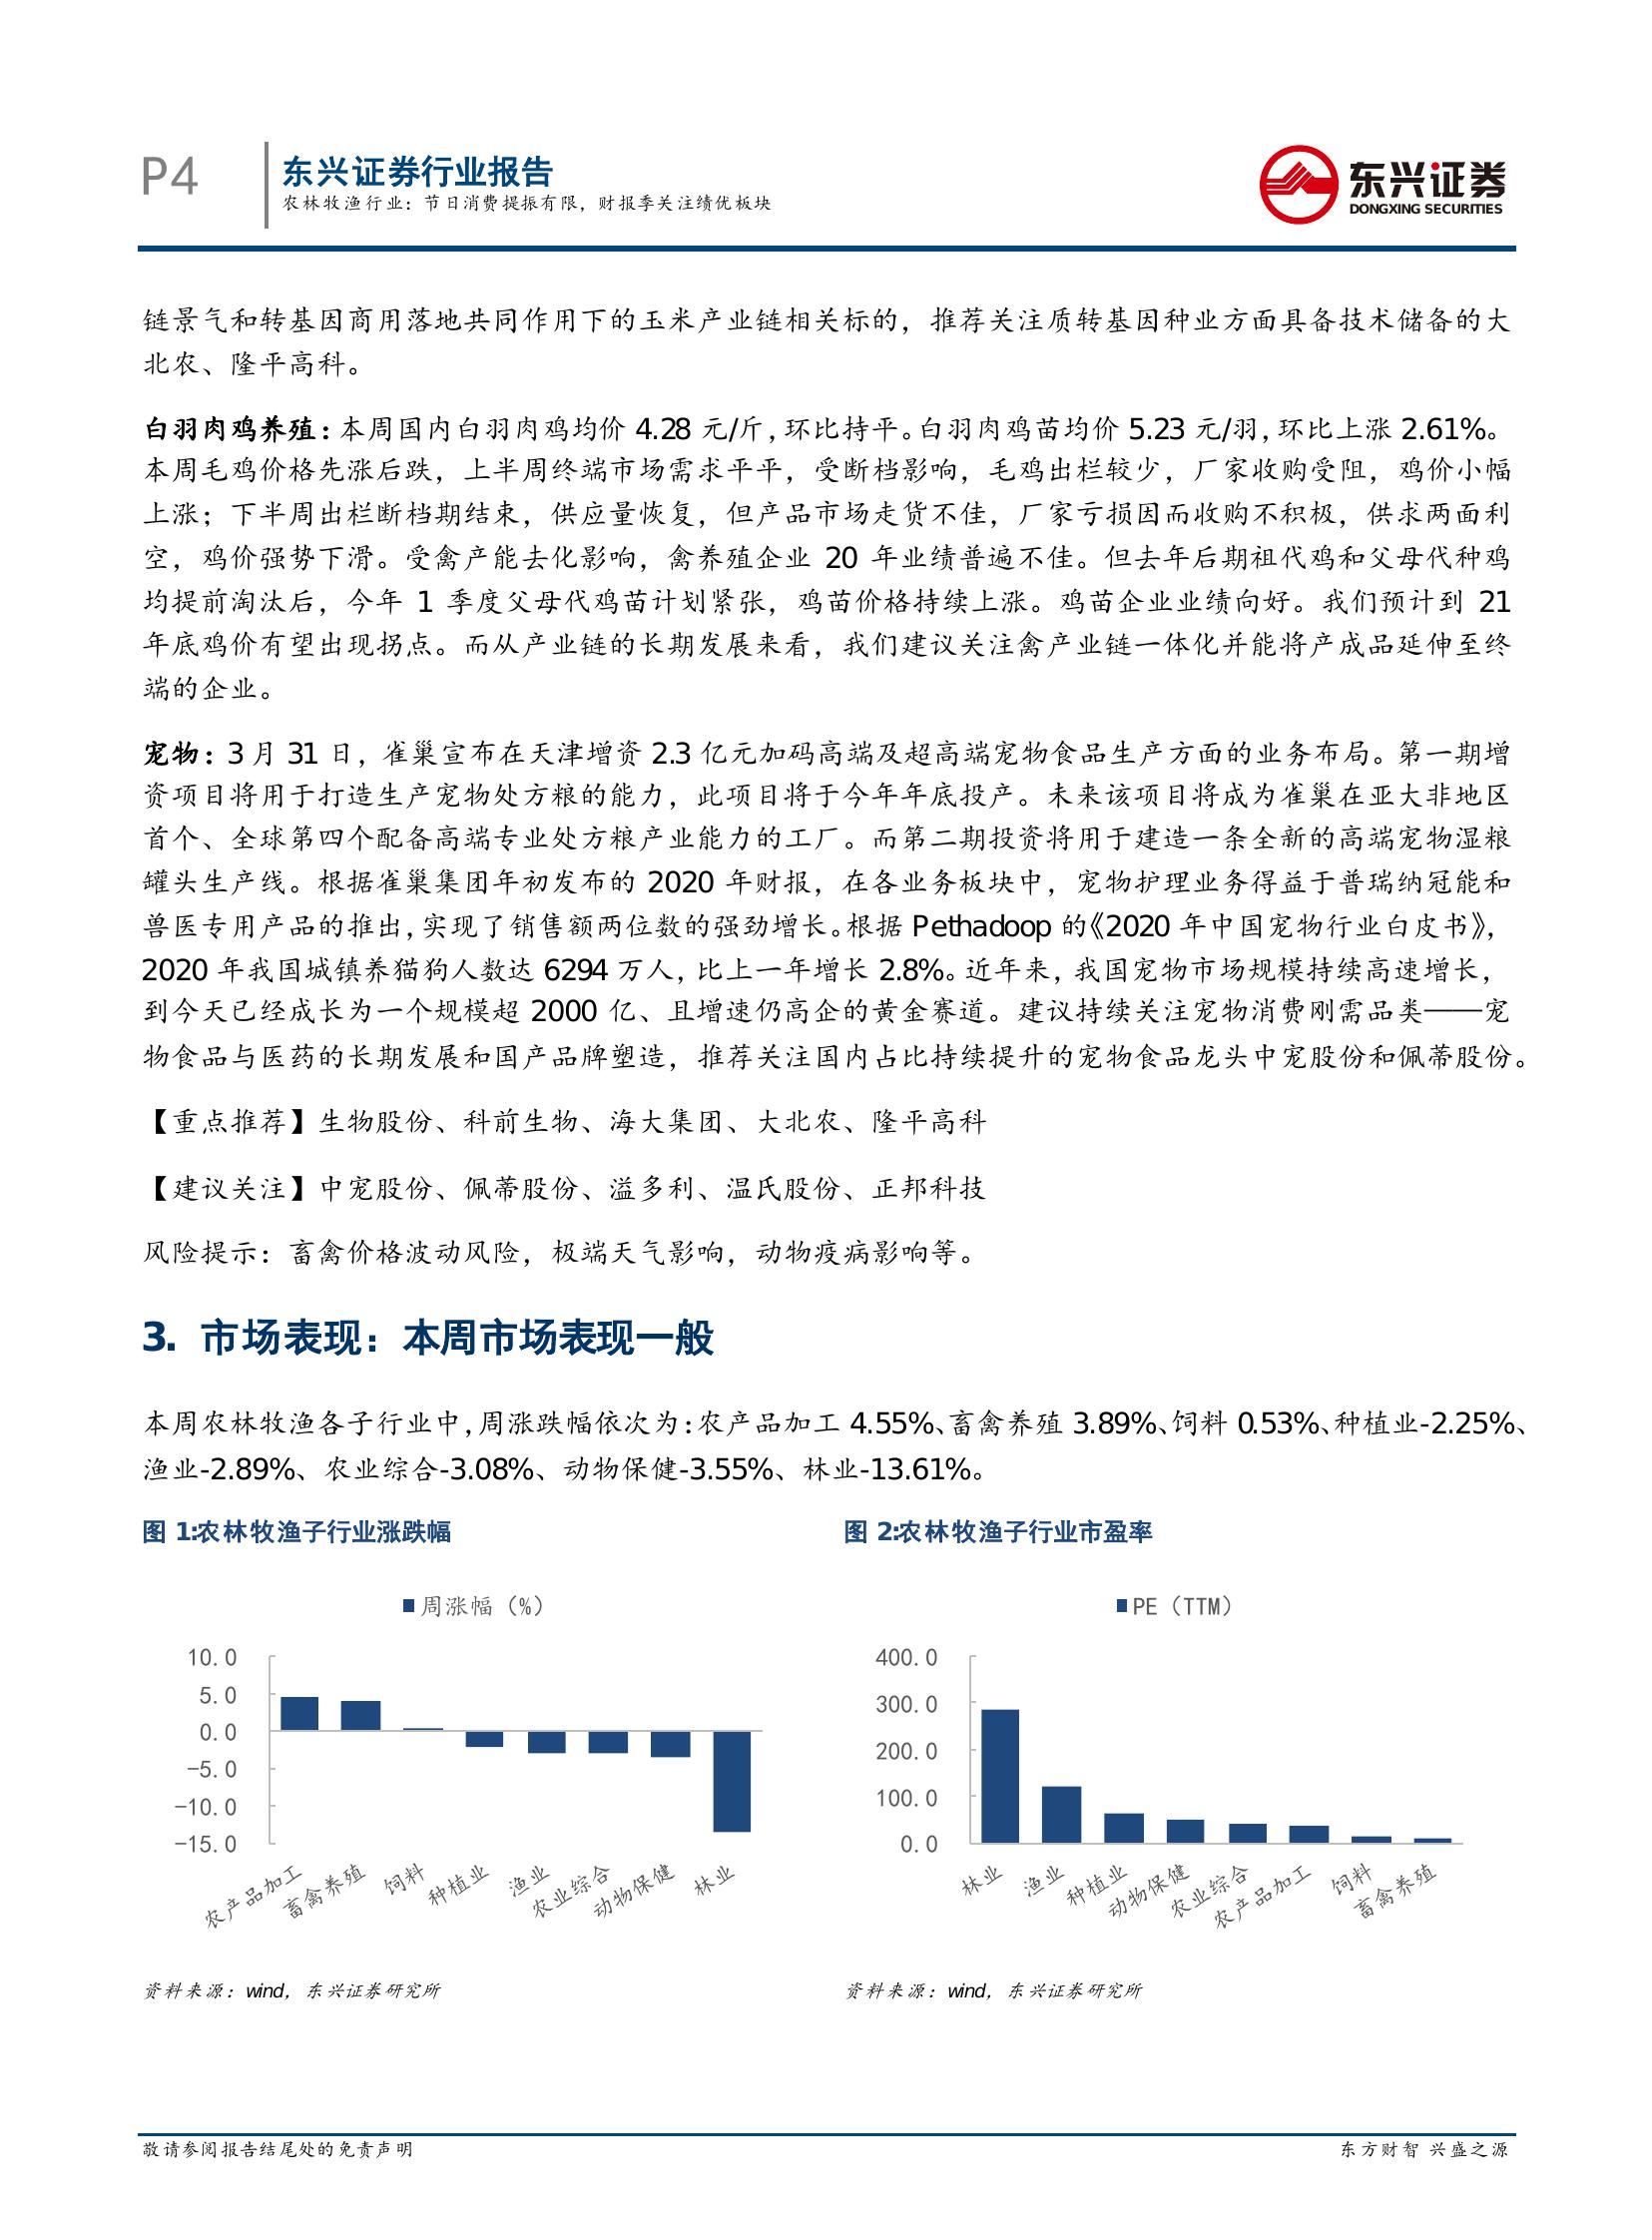 P4
东兴证券行业报告
农林牧渔行业：节日消费提振有限，财报季关注绩优板块
东兴证券
DONGXING SECURITIES
链景气和转基因商用落地共同作用下的玉米产业链相关标的，推荐关注质转基因种业方面具备技术储备的大
北农、隆平高科。
白羽肉鸡养殖：本周国内白羽肉鸡均价 4.28 元/斤，环比持平。白羽肉鸡苗均价 5.23 元/羽，环比上涨 2.61%。
本周毛鸡价格先涨后跌，上半周终端市场需求平平，受断档影响，毛鸡出栏较少，厂家收购受阻，鸡价小幅
上涨；下半周出栏断档期结束，供应量恢复，但产品市场走货不佳，厂家亏损因而收购不积极，供求两面利
空，鸡价强势下滑。受禽产能去化影响，禽养殖企业 20 年业绩普遍不佳。但去年后期祖代鸡和父母代种鸡
均提前淘汰后，今年 1 季度父母代鸡苗计划紧张，鸡苗价格持续上涨。鸡苗企业业绩向好。我们预计到 21
年底鸡价有望出现拐点。而从产业链的长期发展来看，我们建议关注禽产业链一体化并能将产成品延伸至终
端的企业。
宠物：3 月 31 日，雀巢宣布在天津增资 2.3 亿元加码高端及超高端宠物食品生产方面的业务布局。第一期增
资项目将用于打造生产宠物处方粮的能力，此项目将于今年年底投产。未来该项目将成为雀巢在亚大非地区
首个、全球第四个配备高端专业处方粮产业能力的工厂。而第二期投资将用于建造一条全新的高端宠物湿粮
罐头生产线。根据雀巢集团年初发布的 2020 年财报，在各业务板块中，宠物护理业务得益于普瑞纳冠能和
兽医专用产品的推出，实现了销售额两位数的强劲增长。根据 Pethadoop 的《2020 年中国宠物行业白皮书》，
2020 年我国城镇养猫狗人数达 6294 万人，比上一年增长 2.8%。近年来，我国宠物市场规模持续高速增长，
到今天已经成长为一个规模超 2000 亿、且增速仍高企的黄金赛道。建议持续关注宠物消费刚需品类——宠
物食品与医药的长期发展和国产品牌塑造，推荐关注国内占比持续提升的宠物食品龙头中宠股份和佩蒂股份。
【重点推荐】生物股份、科前生物、海大集团、大北农、隆平高科
【建议关注】中宠股份、佩蒂股份、溢多利、温氏股份、正邦科技
风险提示：畜禽价格波动风险，极端天气影响，动物疫病影响等。
3. 市场表现：本周市场表现一般
本周农林牧渔各子行业中，周涨跌幅依次为：农产品加工 4.55%、畜禽养殖 3.89%、饲料 0.53%、种植业-2.25%、
渔业-2.89%、农业综合-3.08%、动物保健-3.55%、林业-13.61%。
图 1:农林牧渔子行业涨跌幅
周涨幅（%）
10.0
5.0
0.0
-5.0
-10.0
-15.0
农产品加工
畜禽养殖
饲料
种植业
渔业
农业综合
动物保健
林业
资料来源：wind，东兴证券研究所
图 2:农林牧渔子行业市盈率
PE（TTM）
400.0
300.0
200.0
100.0
0.0
林业
渔业
种植业
动物保健
农业综合
农产品加工
饲料
畜禽养殖
资料来源：wind，东兴证券研究所
敬请参阅报告结尾处的免责声明
东方财智 兴盛之源